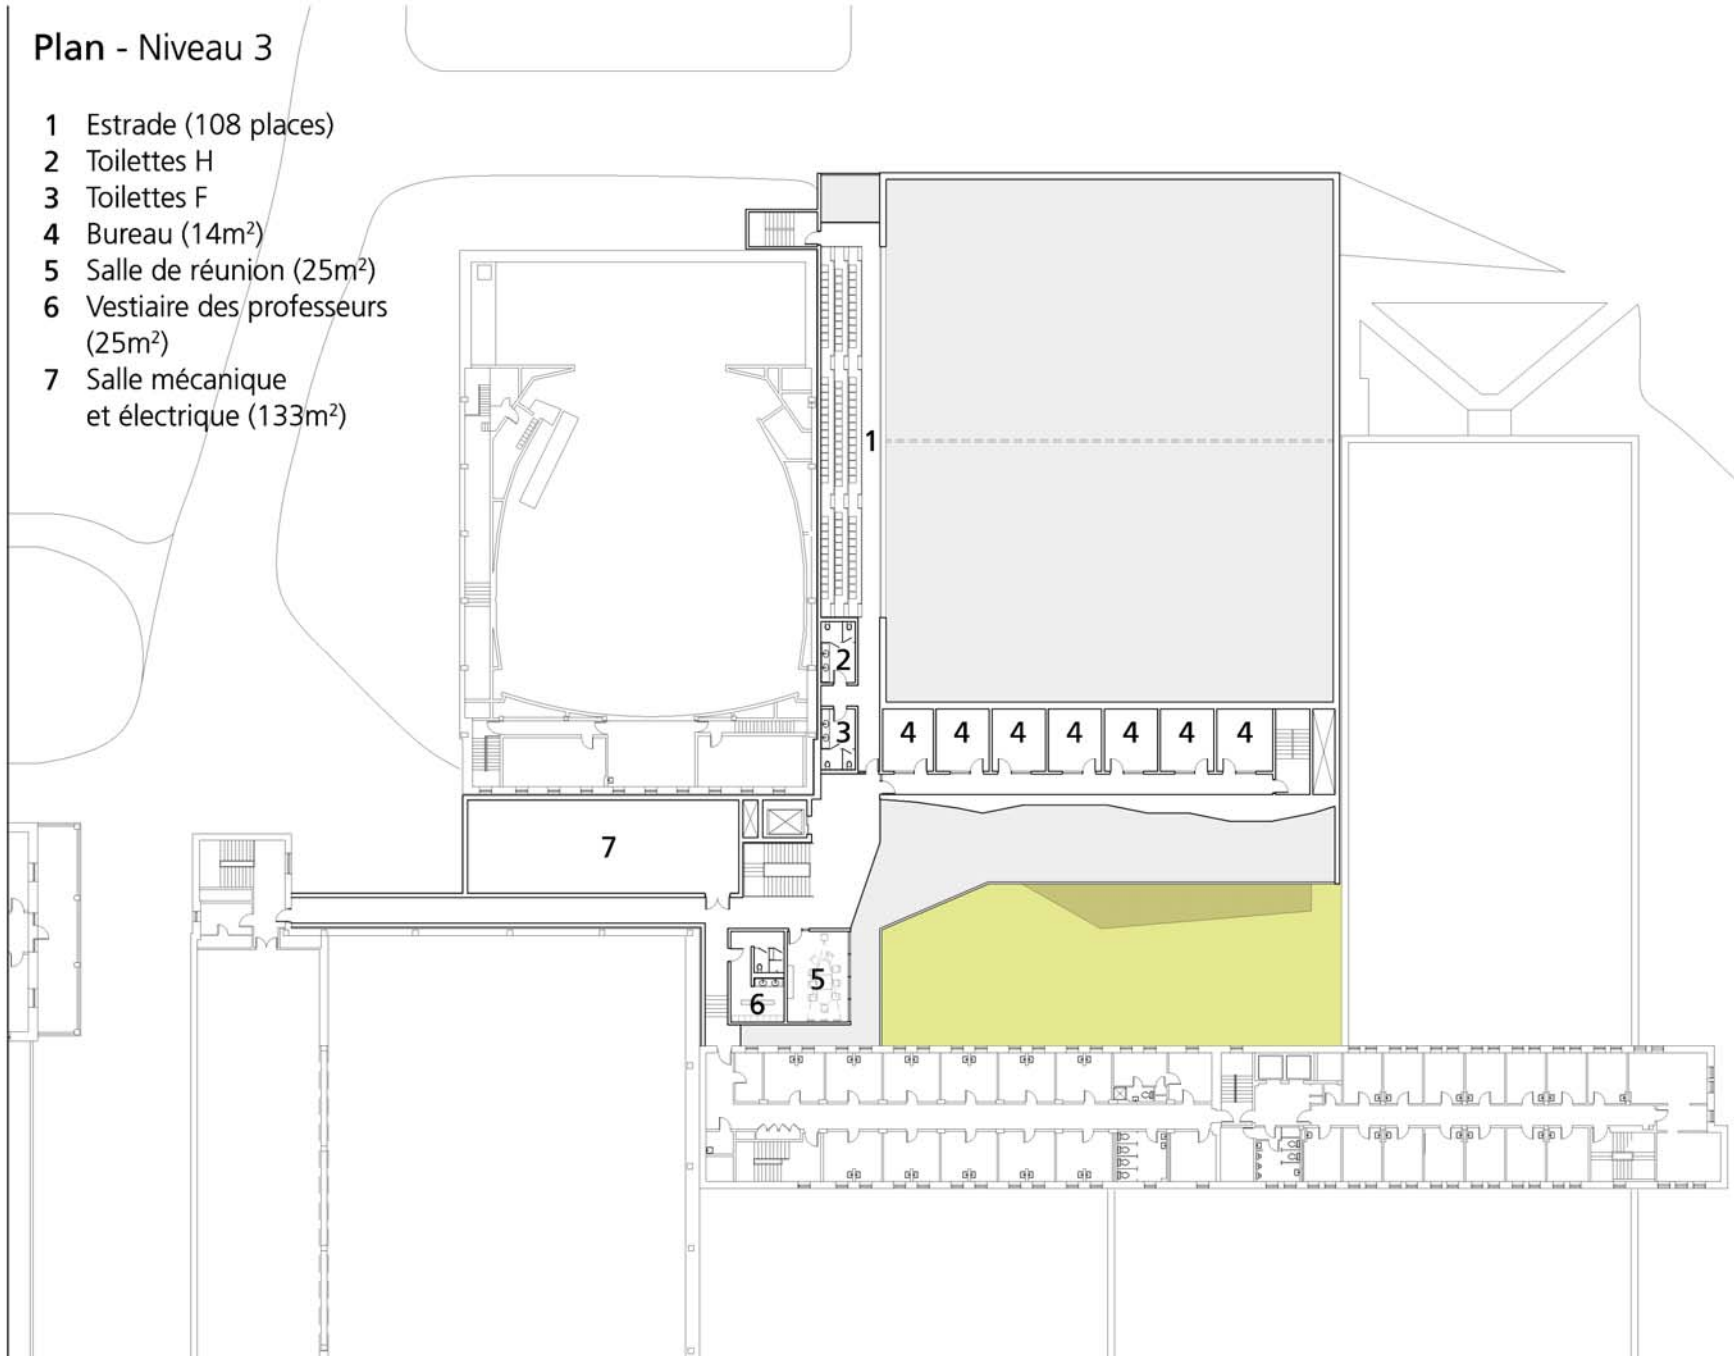 Plan - Niveau 3
1 Estrade (108 places)
2 Toilettes H
3 Toilettes F
4 Bureau (14m²)
5 Salle de réunion (25m²)
6 Vestiaire des professeurs
(25m²)
7 Salle mécanique
et électrique (133m²)
1
2
3
4 4 4 4 4 4 4
7
5
6